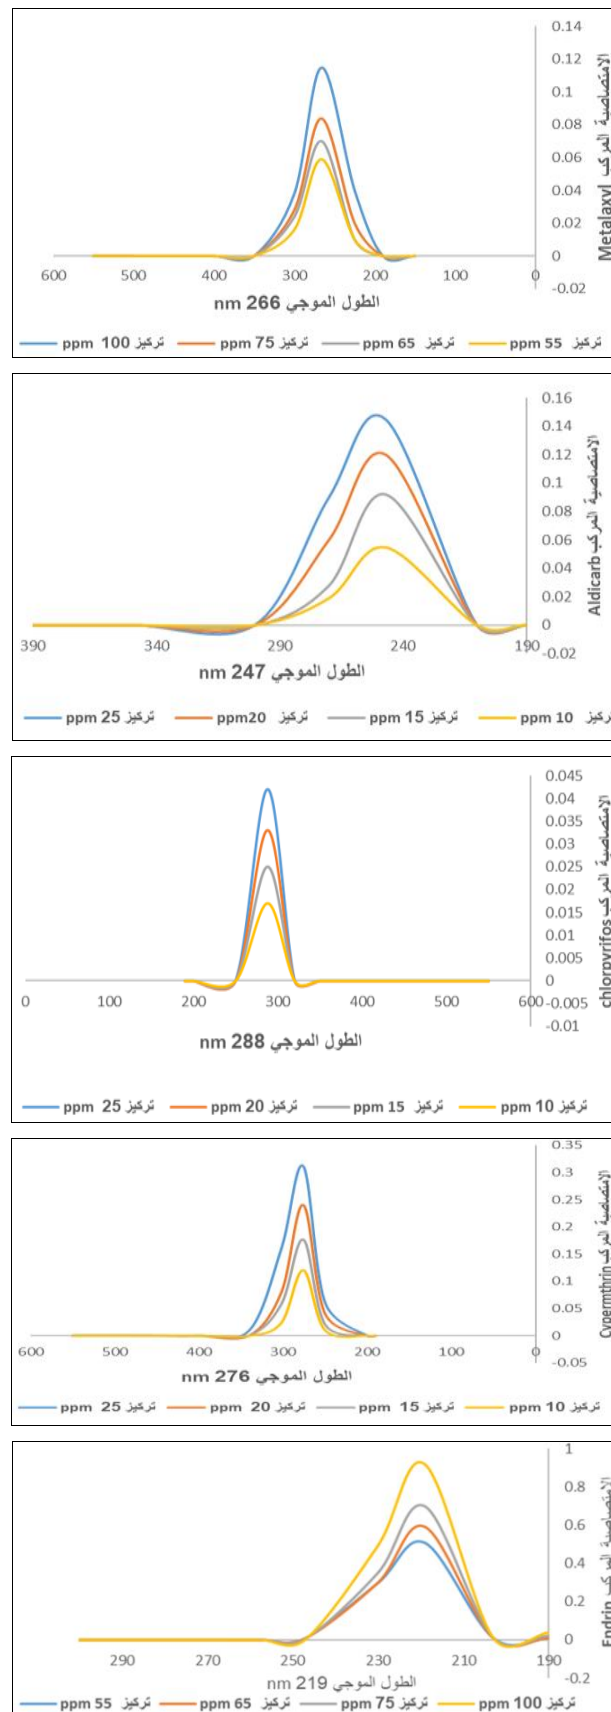 0.14
0.12
0.1
0.08
0.06
0.04
0.02
0
-0.02
الامتصاصية المركب Metalaxyl
600 500 400 300 200 100 0
الطول الموجي 266 nm
تركيز 100 ppm تركيز 75 ppm تركيز 65 ppm تركيز 55 ppm
0.16
0.14
0.12
0.1
0.08
0.06
0.04
0.02
0
-0.02
الامتصاصية المركب Aldicarb
390 340 290 240 190
الطول الموجي 247 nm
تركيز 25 ppm تركيز 20ppm تركيز 15 ppm تركيز 10 ppm
0.045
0.04
0.035
0.03
0.025
0.02
0.015
0.01
0.005
0
-0.005
-0.01
الامتصاصية المركب chlorpyrifos
0 100 200 300 400 500 600
الطول الموجي 288 nm
تركيز 25 ppm تركيز 20 ppm تركيز 15 ppm تركيز 10 ppm
0.35
0.3
0.25
0.2
0.15
0.1
0.05
0
-0.05
الامتصاصية المركب Cypermthrin
600 500 400 300 200 100 0
الطول الموجي 276 nm
تركيز 25 ppm تركيز 20 ppm تركيز 15 ppm تركيز 10 ppm
1
0.8
0.6
0.4
0.2
0
-0.2
الامتصاصية المركب Endrin
290 270 250 230 210 190
الطول الموجي 219 nm
تركيز 55 ppm تركيز 65 ppm تركيز 75 ppm تركيز 100 ppm